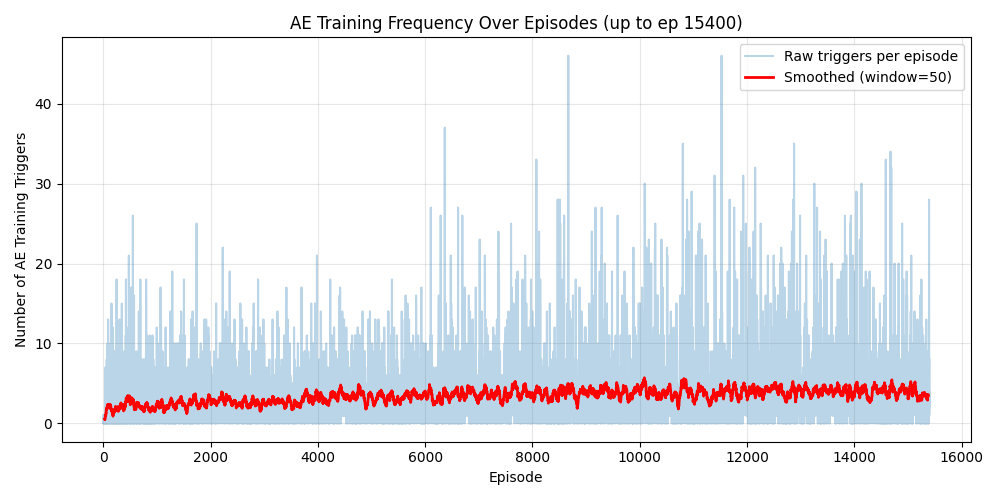 AE Training Frequency Over Episodes (up to ep 15400)
Raw triggers per episode
Smoothed (window=50)
Number of AE Training Triggers
40
30
20
10
0
0 2000 4000 6000 8000 10000 12000 14000 16000
Episode